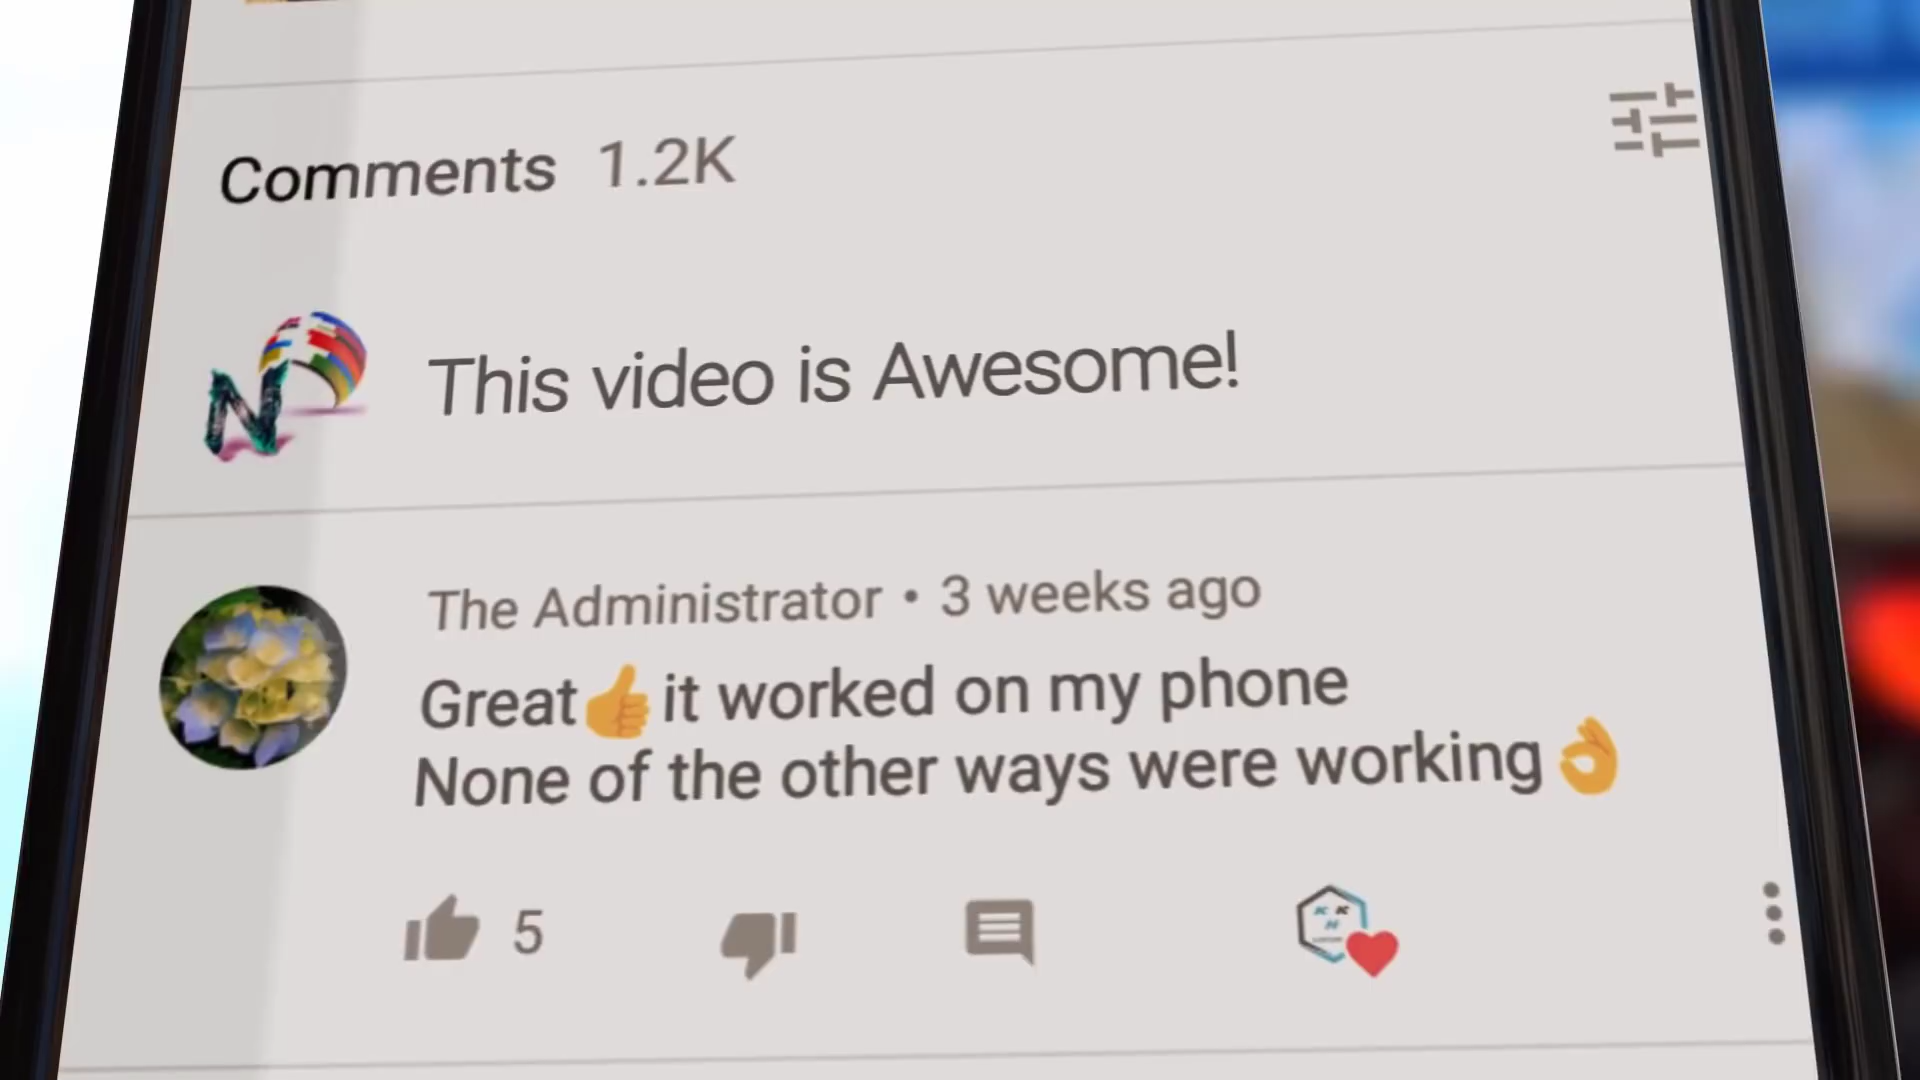 Comments 1.2K
N
This video is Awesome!
The Administrator • 3 weeks ago
Great👍it worked on my phone
None of the other ways were working👌
5